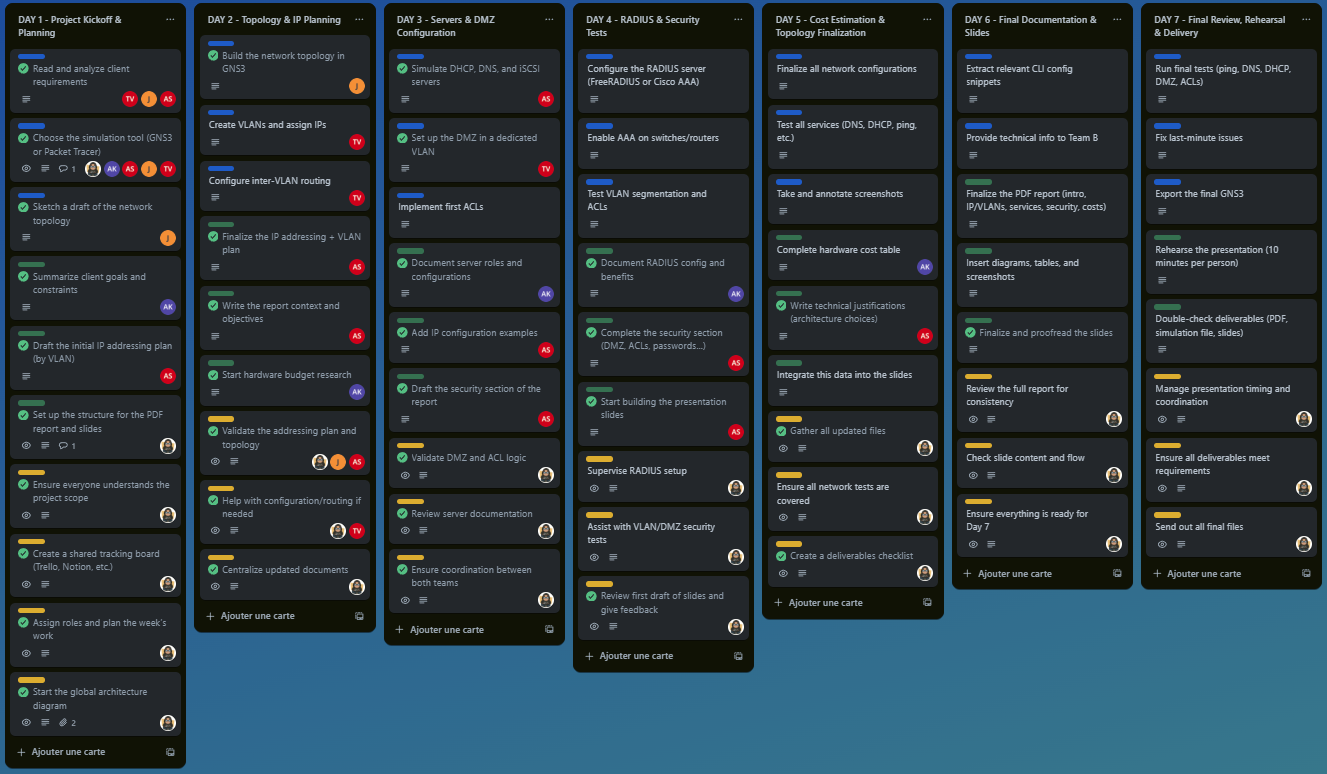 DAY 1 - Project Kickoff &
Planning
Read and analyze client
requirements
TV J AS
Choose the simulation tool (GNS3
or Packet Tracer)
1 AK AS J TV
Sketch a draft of the network
topology
J
Summarize client goals and
constraints
AK
Draft the initial IP addressing plan
(by VLAN)
AS
Set up the structure for the PDF
report and slides
1
Ensure everyone understands the
project scope
Create a shared tracking board
(Trello, Notion, etc.)
Assign roles and plan the week's
work
Start the global architecture
diagram
2
Ajouter une carte
DAY 2 - Topology & IP Planning
Build the network topology in
GNS3
J
Create VLANs and assign IPs
TV
Configure inter-VLAN routing
TV
Finalize the IP addressing + VLAN
plan
AS
Write the report context and
objectives
AS
Start hardware budget research
AK
Validate the addressing plan and
topology
J AS
Help with configuration/routing if
needed
TV
Centralize updated documents
Ajouter une carte
DAY 3 - Servers & DMZ
Configuration
Simulate DHCP, DNS, and iSCSI
servers
AS
Set up the DMZ in a dedicated
VLAN
TV
Implement first ACLs
Document server roles and
configurations
AK
Add IP configuration examples
AS
Draft the security section of the
report
AS
Validate DMZ and ACL logic
Review server documentation
Ensure coordination between
both teams
Ajouter une carte
DAY 4 - RADIUS & Security
Tests
Configure the RADIUS server
(FreeRADIUS or Cisco AAA)
Enable AAA on switches/routers
Test VLAN segmentation and
ACLs
Document RADIUS config and
benefits
AK
Complete the security section
(DMZ, ACLs, passwords...)
AS
Start building the presentation
slides
AS
Supervise RADIUS setup
Assist with VLAN/DMZ security
tests
Review first draft of slides and
give feedback
Ajouter une carte
DAY 5 - Cost Estimation &
Topology Finalization
Finalize all network configurations
Test all services (DNS, DHCP, ping,
etc.)
Take and annotate screenshots
Complete hardware cost table
AK
Write technical justifications
(architecture choices)
AS
Integrate this data into the slides
Gather all updated files
Ensure all network tests are
covered
Create a deliverables checklist
Ajouter une carte
DAY 6 - Final Documentation &
Slides
Extract relevant CLI config
snippets
Provide technical info to Team B
Finalize the PDF report (intro,
IP/VLANs, services, security, costs)
Insert diagrams, tables, and
screenshots
Finalize and proofread the slides
Review the full report for
consistency
Check slide content and flow
Ensure everything is ready for
Day 7
Ajouter une carte
DAY 7 - Final Review, Rehearsal
& Delivery
Run final tests (ping, DNS, DHCP,
DMZ, ACLs)
Fix last-minute issues
Export the final GNS3
Rehearse the presentation (10
minutes per person)
Double-check deliverables (PDF,
simulation file, slides)
Manage presentation timing and
coordination
Ensure all deliverables meet
requirements
Send out all final files
Ajouter une carte